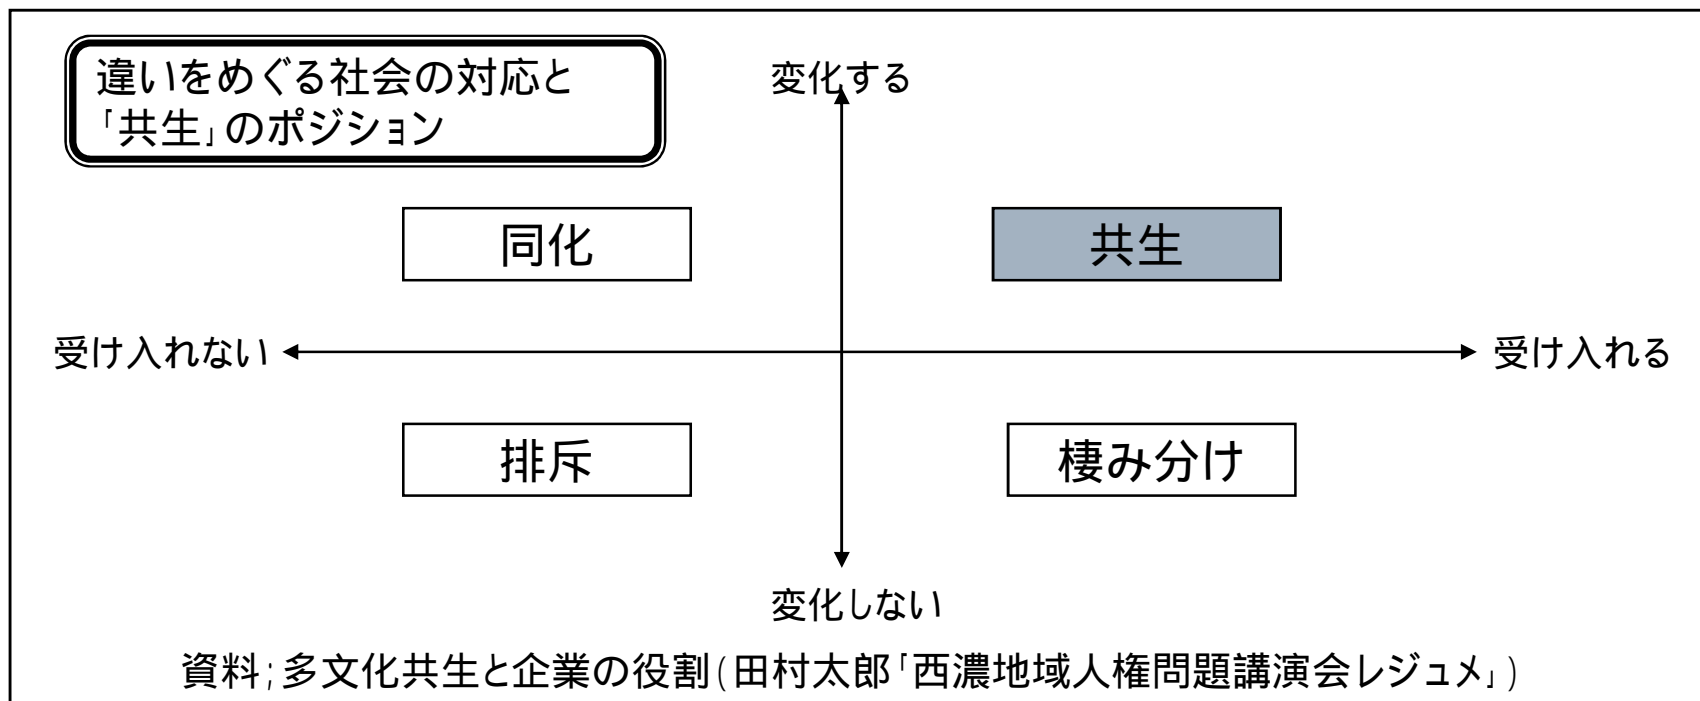 違いをめぐる社会の対応と
「共生」のポジション
変化する
同化
共生
受け入れない
受け入れる
排斥
棲み分け
変化しない
資料;多文化共生と企業の役割(田村太郎「西濃地域人権問題講演会レジュメ」)